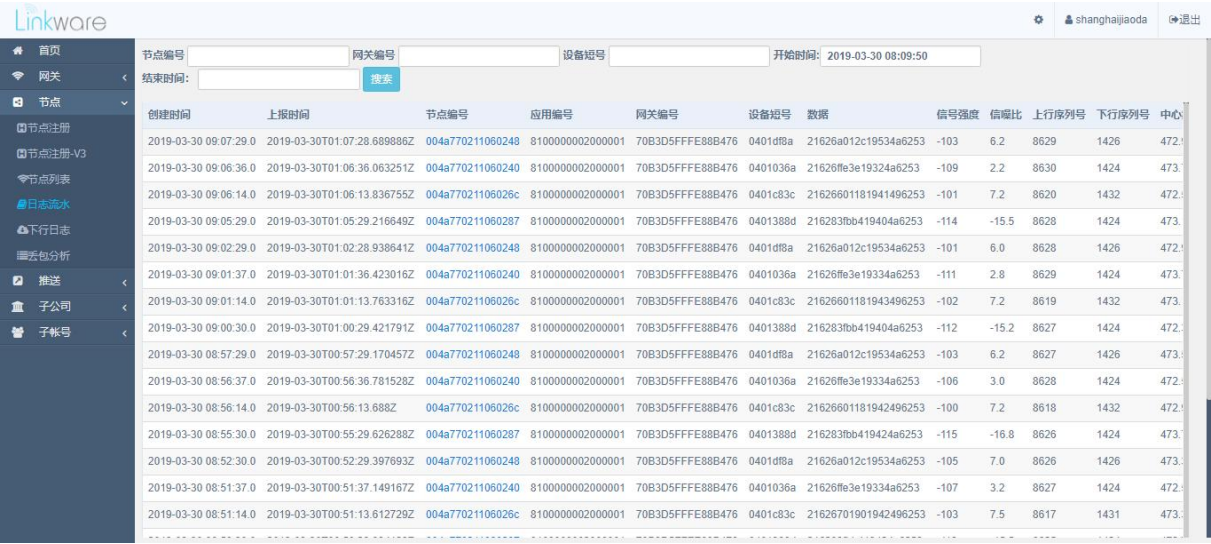 Linkware
shanghaijiaoda 退出
首页
网关
节点
节点注册
节点注册-V3
节点列表
日志流水
下行日志
丢包分析
推送
子公司
子帐号
节点编号 网关编号 设备短号 开始时间: 2019-03-30 08:09:50
结束时间: 搜索
创建时间 上报时间 节点编号 应用编号 网关编号 设备短号 数据 信号强度 信噪比 上行序列号 下行序列号 中心
2019-03-30 09:07:29.0 2019-03-30T01:07:28.689886Z 004a770211060248 8100000002000001 70B3D5FFFE88B476 0401df8a 21626a012c19534a6253 -103 6.2 8629 1426 472.
2019-03-30 09:06:36.0 2019-03-30T01:06:36.063251Z 004a770211060240 8100000002000001 70B3D5FFFE88B476 0401036a 21626ffe3e19324a6253 -109 2.2 8630 1424 473.
2019-03-30 09:06:14.0 2019-03-30T01:06:13.836755Z 004a77021106026c 8100000002000001 70B3D5FFFE88B476 0401c83c 21626601181941496253 -101 7.2 8620 1432 472.
2019-03-30 09:05:29.0 2019-03-30T01:05:29.216649Z 004a770211060287 8100000002000001 70B3D5FFFE88B476 0401388d 216283fbb419404a6253 -114 -15.5 8628 1424 473.
2019-03-30 09:02:29.0 2019-03-30T01:02:28.938641Z 004a770211060248 8100000002000001 70B3D5FFFE88B476 0401df8a 21626a012c19534a6253 -101 6.0 8628 1426 472.
2019-03-30 09:01:37.0 2019-03-30T01:01:36.423016Z 004a770211060240 8100000002000001 70B3D5FFFE88B476 0401036a 21626ffe3e19334a6253 -111 2.8 8629 1424 473.
2019-03-30 09:01:14.0 2019-03-30T01:01:13.763316Z 004a77021106026c 8100000002000001 70B3D5FFFE88B476 0401c83c 21626601181943496253 -102 7.2 8619 1432 473.
2019-03-30 09:00:30.0 2019-03-30T01:00:29.421791Z 004a770211060287 8100000002000001 70B3D5FFFE88B476 0401388d 216283fbb419404a6253 -112 -15.2 8627 1424 472.
2019-03-30 08:57:29.0 2019-03-30T00:57:29.170457Z 004a770211060248 8100000002000001 70B3D5FFFE88B476 0401df8a 21626a012c19534a6253 -103 6.2 8627 1426 473.
2019-03-30 08:56:37.0 2019-03-30T00:56:36.781528Z 004a770211060240 8100000002000001 70B3D5FFFE88B476 0401036a 21626ffe3e19334a6253 -106 3.0 8628 1424 472.
2019-03-30 08:56:14.0 2019-03-30T00:56:13.688Z 004a77021106026c 8100000002000001 70B3D5FFFE88B476 0401c83c 21626601181942496253 -100 7.2 8618 1432 472.
2019-03-30 08:55:30.0 2019-03-30T00:55:29.626288Z 004a770211060287 8100000002000001 70B3D5FFFE88B476 0401388d 216283fbb419424a6253 -115 -16.8 8626 1424 473.
2019-03-30 08:52:30.0 2019-03-30T00:52:29.397693Z 004a770211060248 8100000002000001 70B3D5FFFE88B476 0401df8a 21626a012c19534a6253 -105 7.0 8626 1426 473.
2019-03-30 08:51:37.0 2019-03-30T00:51:37.149167Z 004a770211060240 8100000002000001 70B3D5FFFE88B476 0401036a 21626ffe3e19334a6253 -107 3.2 8627 1424 472.
2019-03-30 08:51:14.0 2019-03-30T00:51:13.612729Z 004a77021106026c 8100000002000001 70B3D5FFFE88B476 0401c83c 21626701901942496253 -103 7.5 8617 1431 473.